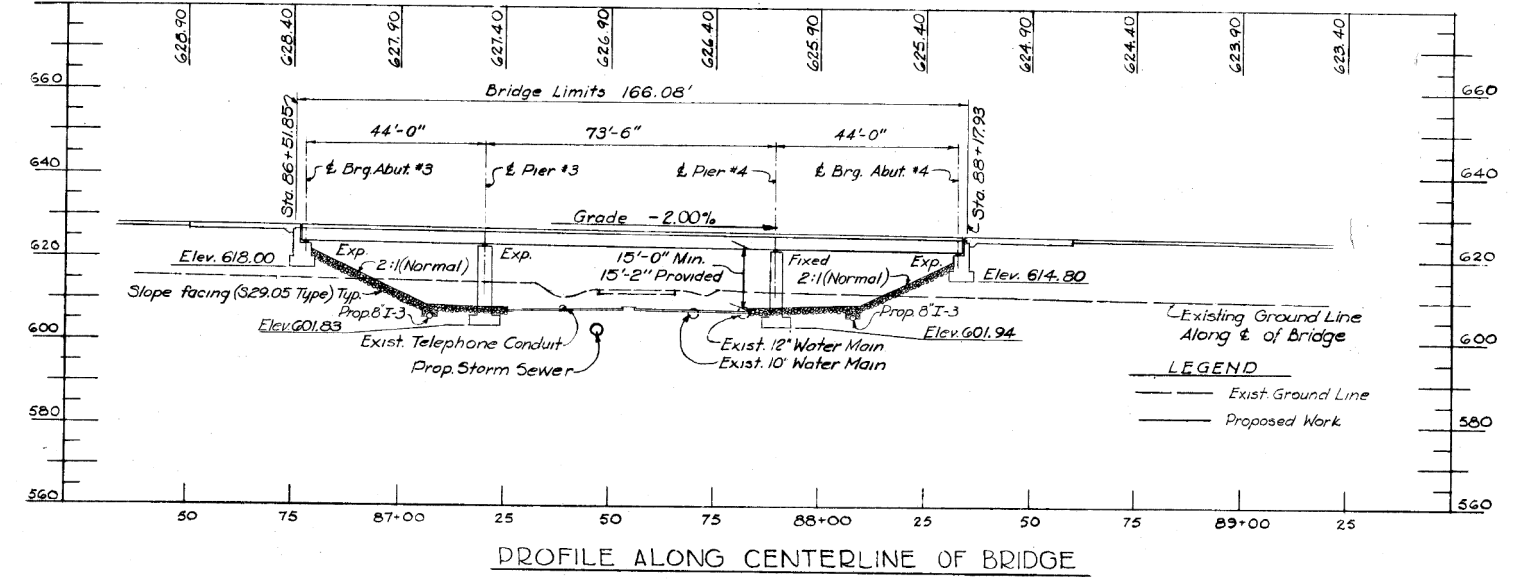 628.90 628.40 627.90 627.40 626.90 626.40 625.90 625.40 624.90 624.40 623.90 623.40
660 660
Bridge Limits 166.08'
Sta. 86+51.85
44'-0" 73'-6" 44'-0"
Sta. 88+17.93
640 640
℄ Brg. Abut. #3 ℄ Pier #3 ℄ Pier #4 ℄ Brg. Abut. #4
Grade -2.00%
620 620
Elev. 618.00 Exp. Exp. 15'-0" Min. Fixed Exp.
2:1(Normal) 15'-2" Provided 2:1(Normal) Elev. 614.80
Slope facing (S29.05 Type) Typ.
Prop. 8" I-3 Prop. 8" I-3
600 Elev. 601.83 Elev. 601.94 600
Existing Ground Line
Along ℄ of Bridge
Exist. Telephone Conduit Exist. 12" Water Main
Prop. Storm Sewer Exist. 10' Water Main
LEGEND
Exist. Ground Line
Proposed Work
580 580
560 560
50 75 87+00 25 50 75 88+00 25 50 75 89+00 25
PROFILE ALONG CENTERLINE OF BRIDGE